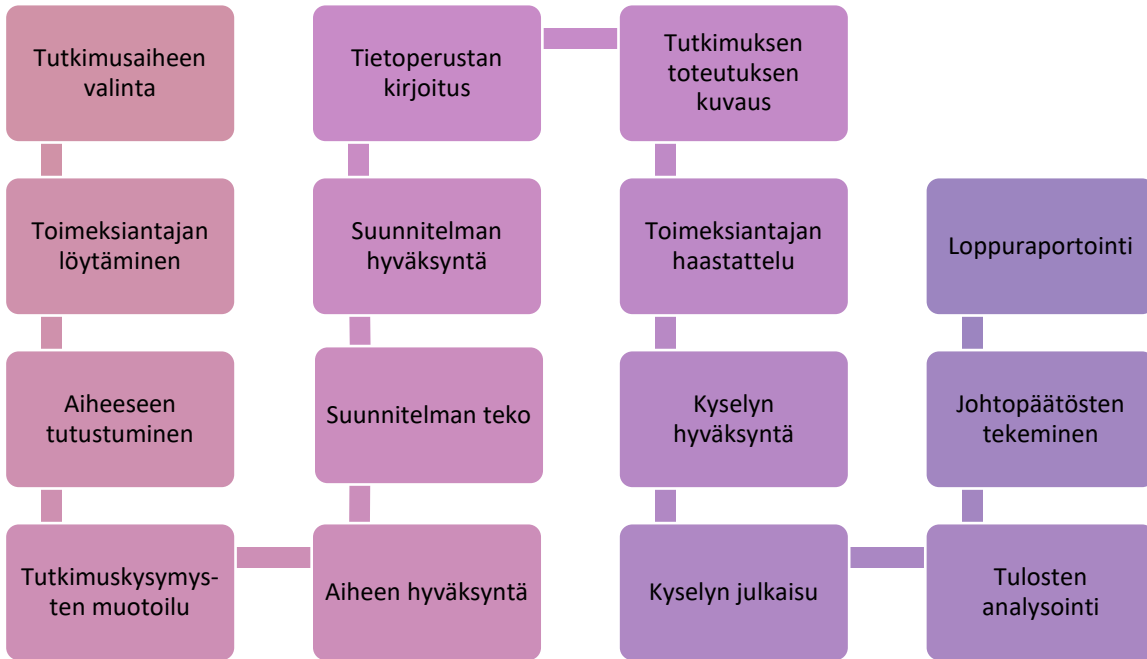 Tutkimusaiheen
valinta
Toimeksiantajan
löytäminen
Aiheeseen
tutustuminen
Tutkimuskysymys-
ten muotoilu
Aiheen hyväksyntä
Suunnitelman teko
Suunnitelman
hyväksyntä
Tietoperustan
kirjoitus
Tutkimuksen
toteutuksen
kuvaus
Toimeksiantajan
haastattelu
Kyselyn
hyväksyntä
Kyselyn julkaisu
Tulosten
analysointi
Johtopäätösten
tekeminen
Loppuraportointi